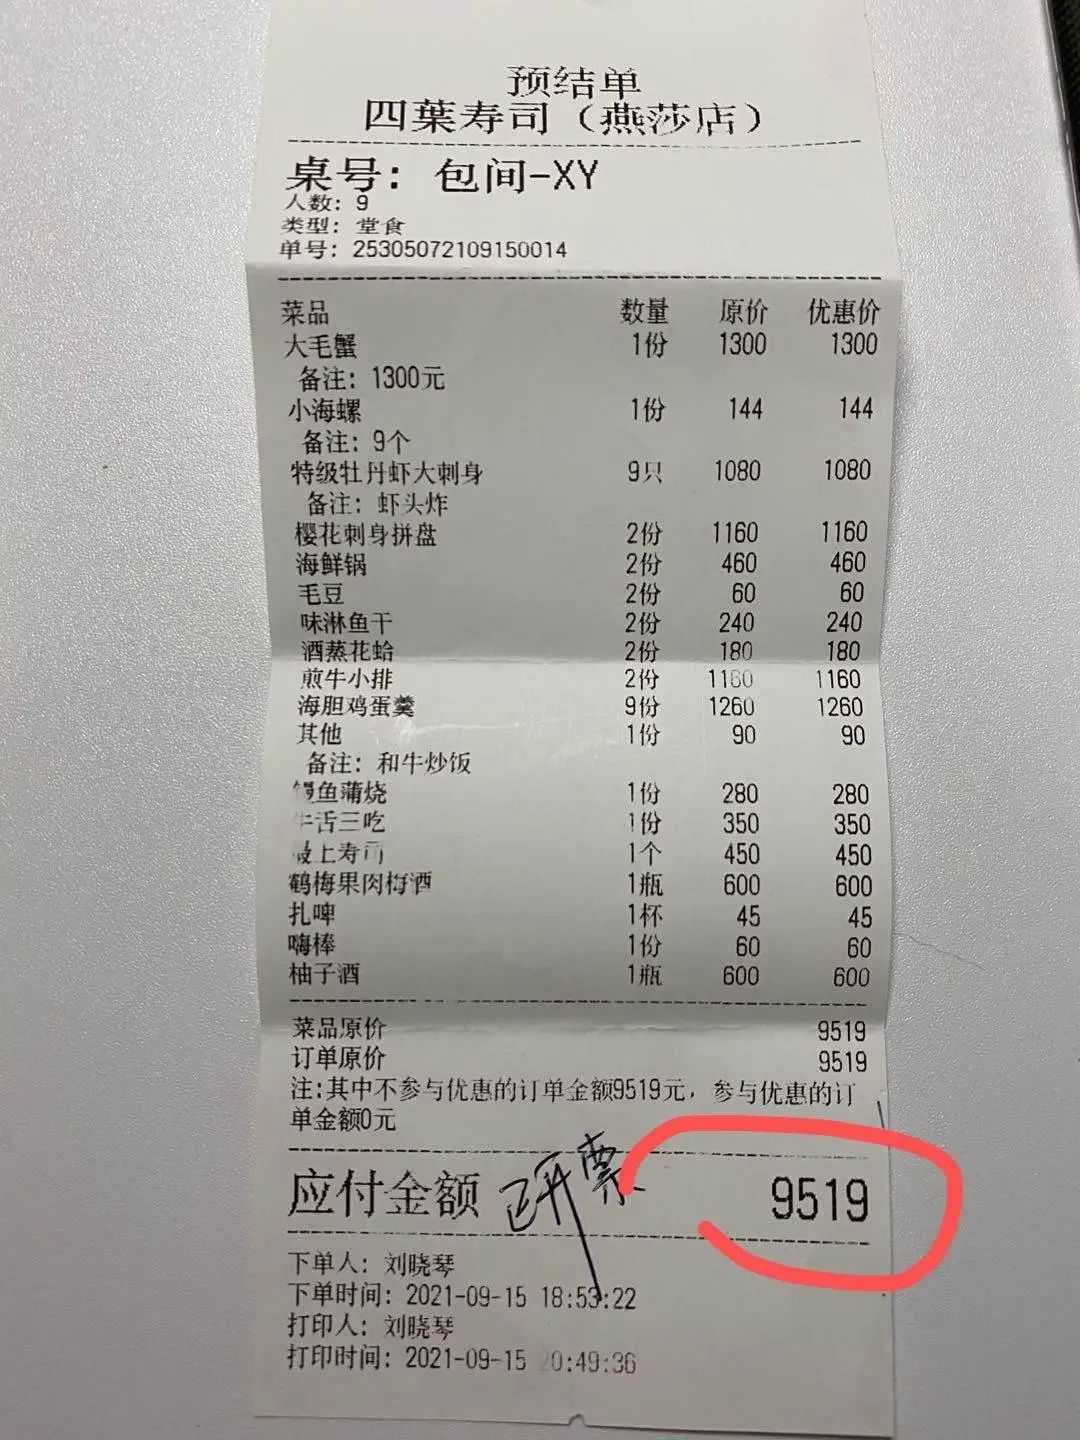 预结单
四葉寿司（燕莎店）
桌号：包间-XY
人数：9
类型：堂食
单号：25305072109150014
菜品 数量 原价 优惠价
大毛蟹 1份 1300 1300
备注：1300元
小海螺 1份 144 144
备注：9个
特级牡丹虾大刺身 9只 1080 1080
备注：虾头炸
樱花刺身拼盘 2份 1160 1160
海鲜锅 2份 460 460
毛豆 2份 60 60
味淋鱼干 2份 240 240
酒蒸花蛤 2份 180 180
煎牛小排 2份 1160 1160
海胆鸡蛋羹 9份 1260 1260
其他 1份 90 90
备注：和牛炒饭
鳗鱼蒲烧 1份 280 280
牛舌三吃 1份 350 350
最上寿司 1个 450 450
鹤梅果肉梅酒 1瓶 600 600
扎啤 1杯 45 45
嗨棒 1份 60 60
柚子酒 1瓶 600 600
菜品原价 9519
订单原价 9519
注:其中不参与优惠的订单金额9519元，参与优惠的订
单金额0元
应付金额 已开票 9519
下单人：刘晓琴
下单时间：2021-09-15 18:53:22
打印人：刘晓琴
打印时间：2021-09-15 20:49:36